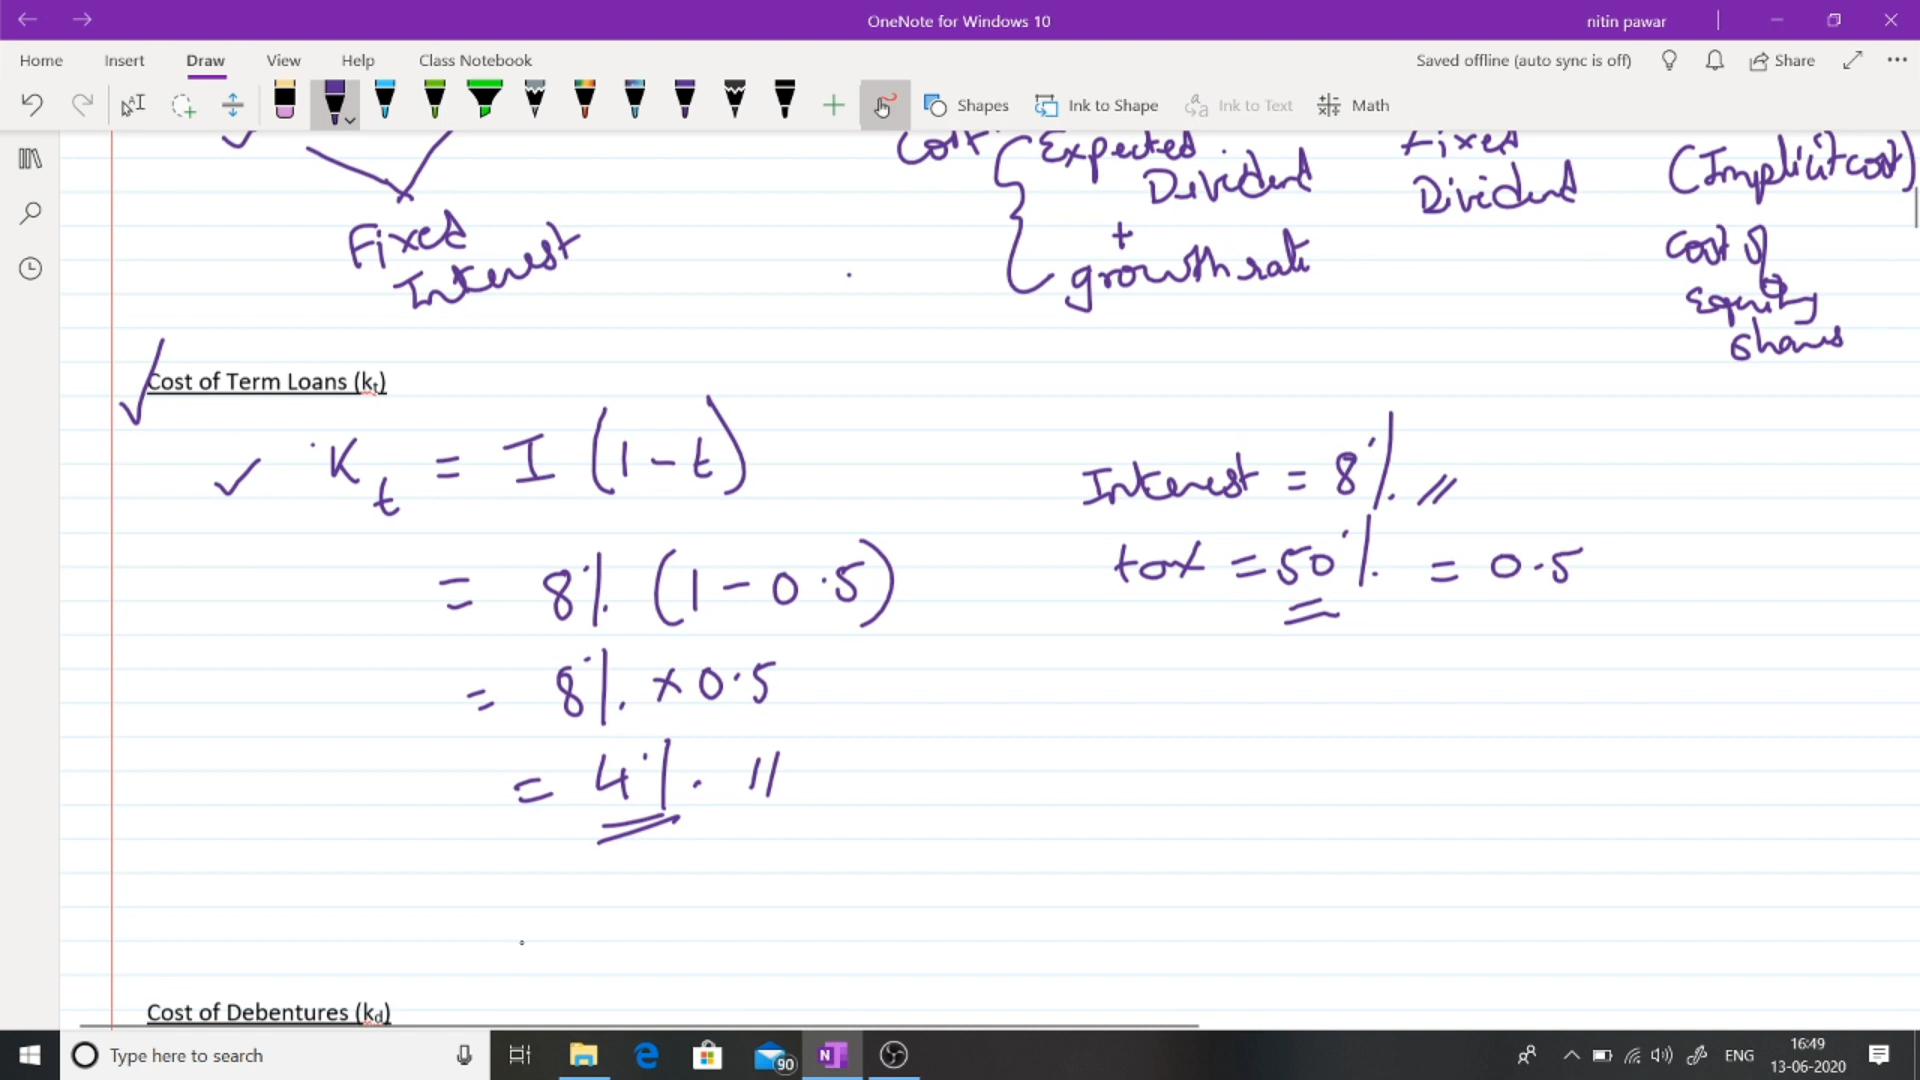 OneNote for Windows 10
nitin pawar
Home Insert Draw View Help Class Notebook
Saved offline (auto sync is off) Share
Shapes Ink to Shape Ink to Text Math
Cost Expected Dividend + growth rate
Fixed Dividend
(Implicit cost)
Cost of equity shares
Fixed
Interest
Cost of Term Loans (kt)
Kt = I (1 - t)
= 8% (1 - 0.5)
= 8% × 0.5
= 4% //
Interest = 8% //
tax = 50% = 0.5
Cost of Debentures (kd)
Type here to search
90
ENG
16:49
13-06-2020